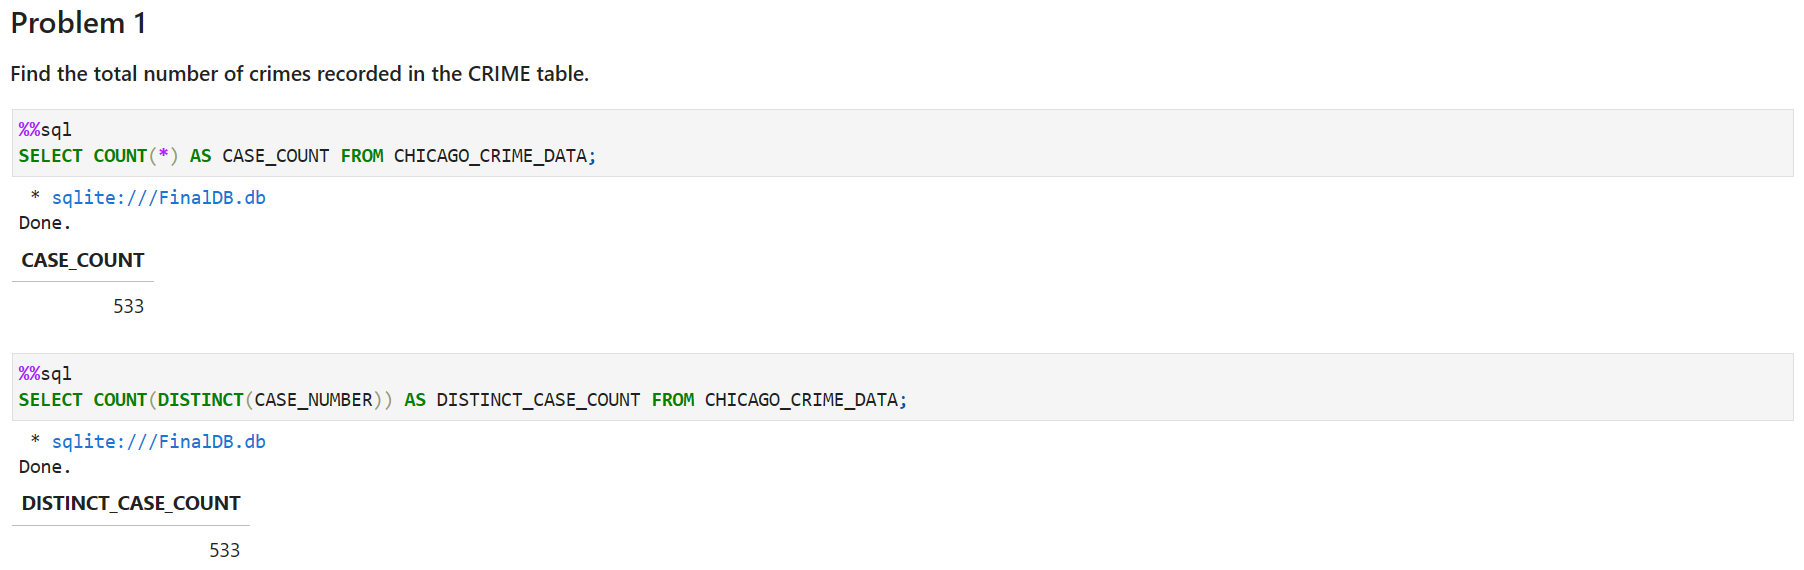 Problem 1
Find the total number of crimes recorded in the CRIME table.
%%sql
SELECT COUNT(*) AS CASE_COUNT FROM CHICAGO_CRIME_DATA;
* sqlite:///FinalDB.db
Done.
CASE_COUNT
533
%%sql
SELECT COUNT(DISTINCT(CASE_NUMBER)) AS DISTINCT_CASE_COUNT FROM CHICAGO_CRIME_DATA;
* sqlite:///FinalDB.db
Done.
DISTINCT_CASE_COUNT
533